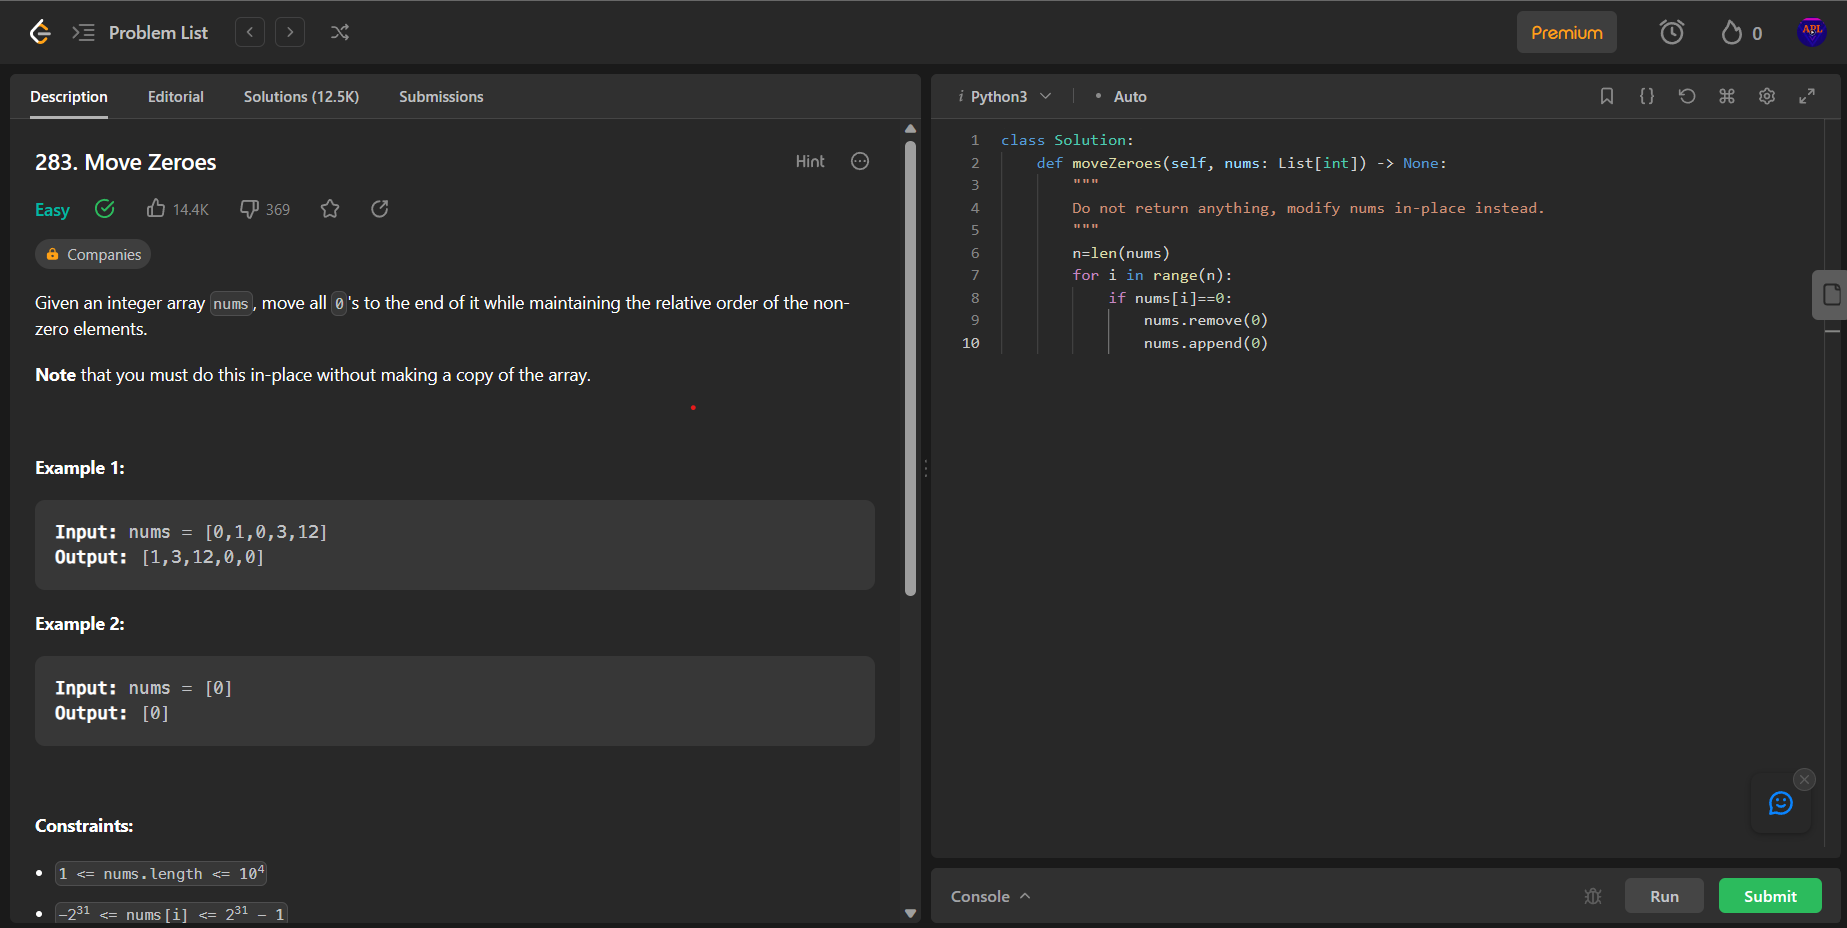 Problem List
Premium
0
APL
Description Editorial Solutions (12.5K) Submissions
283. Move Zeroes
Hint
Easy 14.4K 369
Companies
Given an integer array nums, move all 0's to the end of it while maintaining the relative order of the non-
zero elements.
Note that you must do this in-place without making a copy of the array.
Example 1:
Input: nums = [0,1,0,3,12]
Output: [1,3,12,0,0]
Example 2:
Input: nums = [0]
Output: [0]
Constraints:
• 1 <= nums.length <= 10⁴
• −2³¹ <= nums[i] <= 2³¹ − 1
i Python3 • Auto
1 class Solution:
2     def moveZeroes(self, nums: List[int]) -> None:
3         """
4         Do not return anything, modify nums in-place instead.
5         """
6         n=len(nums)
7         for i in range(n):
8             if nums[i]==0:
9                 nums.remove(0)
10                nums.append(0)
Console
Run
Submit